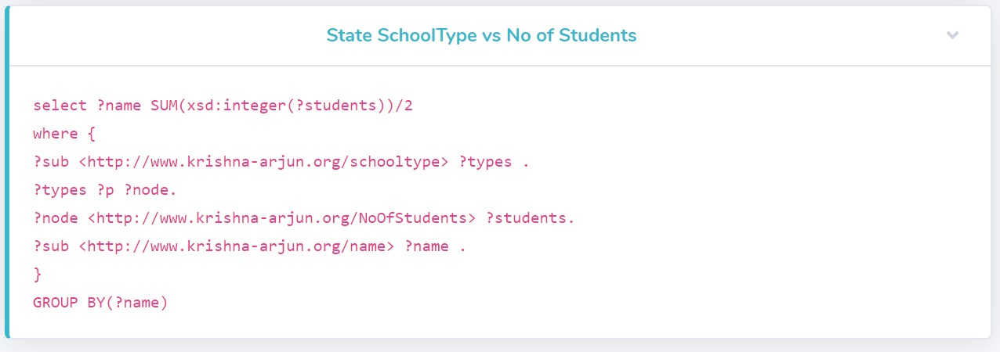 State SchoolType vs No of Students
select ?name SUM(xsd:integer(?students))/2
where {
?sub <http://www.krishna-arjun.org/schooltype> ?types .
?types ?p ?node.
?node <http://www.krishna-arjun.org/NoOfStudents> ?students.
?sub <http://www.krishna-arjun.org/name> ?name .
}
GROUP BY(?name)